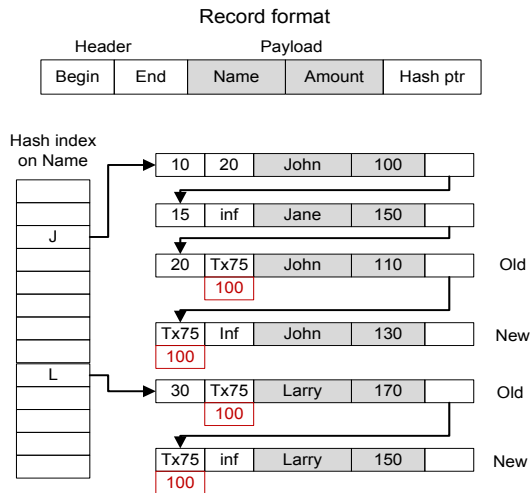 Record format
Header Payload
Begin End Name Amount Hash ptr
Hash index
on Name
10 20 John 100
15 inf Jane 150
J
20 Tx75 John 110 Old
100
Tx75 Inf John 130 New
100
L
30 Tx75 Larry 170 Old
100
Tx75 inf Larry 150 New
100